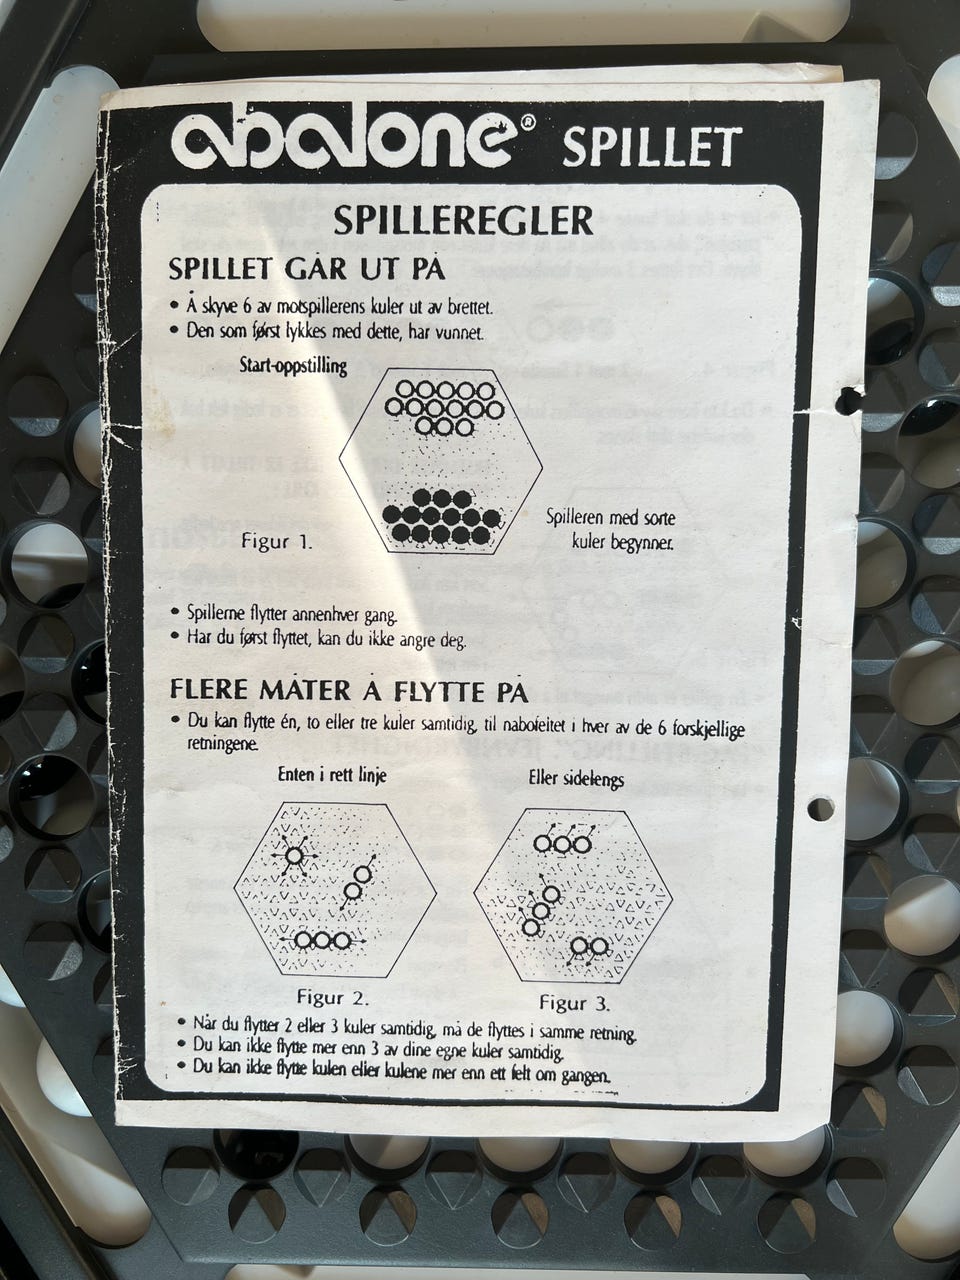 abalone® SPILLET
SPILLEREGLER
SPILLET GÅR UT PÅ
• Å skyve 6 av motspillerens kuler ut av brettet.
• Den som først lykkes med dette, har vunnet.
Start-oppstilling
Figur 1.
Spilleren med sorte
kuler begynner.
• Spillerne flytter annenhver gang.
• Har du først flyttet, kan du ikke angre deg.
FLERE MÅTER Å FLYTTE PÅ
• Du kan flytte én, to eller tre kuler samtidig, til nabofeltet i hver av de 6 forskjellige
retningene.
Enten i rett linje
Eller sidelengs
Figur 2.
Figur 3.
• Når du flytter 2 eller 3 kuler samtidig, må de flyttes i samme retning.
• Du kan ikke flytte mer enn 3 av dine egne kuler samtidig.
• Du kan ikke flytte kulen eller kulene mer enn ett felt om gangen.